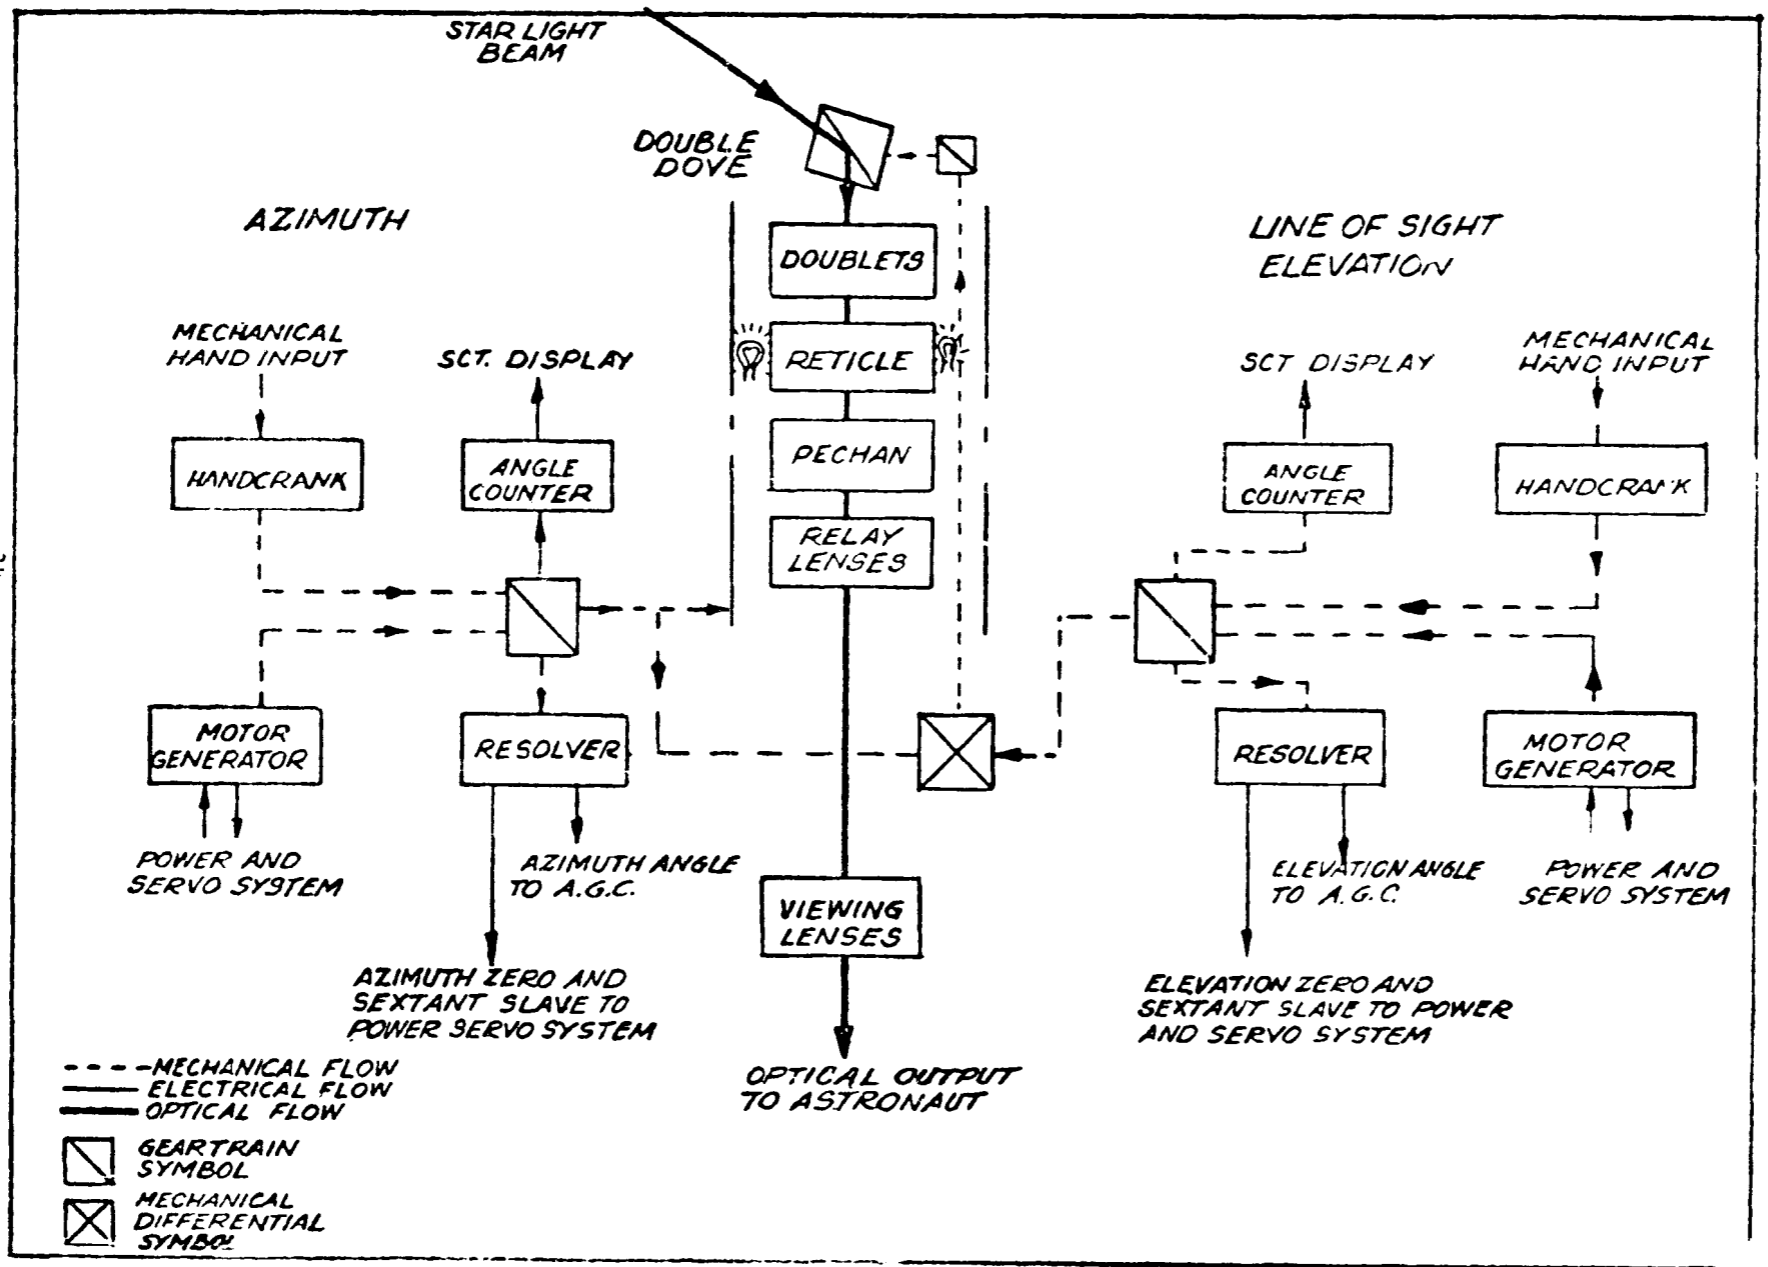 STAR LIGHT
BEAM
DOUBLE
DOVE
AZIMUTH
LINE OF SIGHT
ELEVATION
DOUBLETS
MECHANICAL
HAND INPUT
SCT. DISPLAY
RETICLE
SCT DISPLAY
MECHANICAL
HAND INPUT
HANDCRANK
ANGLE
COUNTER
PECHAN
ANGLE
COUNTER
HANDCRANK
RELAY
LENSES
MOTOR
GENERATOR
RESOLVER
RESOLVER
MOTOR
GENERATOR
POWER AND
SERVO SYSTEM
AZIMUTH ANGLE
TO A.G.C.
VIEWING
LENSES
ELEVATION ANGLE
TO A.G.C.
POWER AND
SERVO SYSTEM
AZIMUTH ZERO AND
SEXTANT SLAVE TO
POWER SERVO SYSTEM
ELEVATION ZERO AND
SEXTANT SLAVE TO POWER
AND SERVO SYSTEM
OPTICAL OUTPUT
TO ASTRONAUT
MECHANICAL FLOW
ELECTRICAL FLOW
OPTICAL FLOW
GEARTRAIN
SYMBOL
MECHANICAL
DIFFERENTIAL
SYMBOL